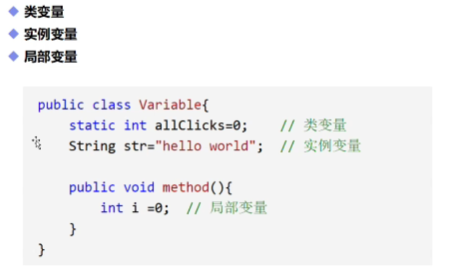 类变量
实例变量
局部变量
public class Variable{
    static int allClicks=0;    // 类变量
    String str="hello world";  // 实例变量
    public void method(){
        int i =0;  // 局部变量
    }
}